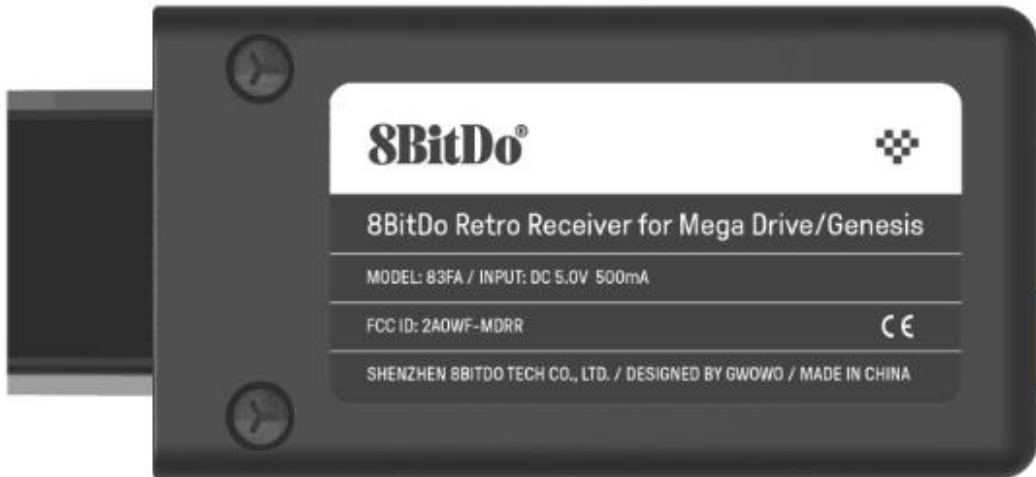 8BitDo®
8BitDo Retro Receiver for Mega Drive/Genesis
MODEL: 83FA / INPUT: DC 5.0V 500mA
FCC ID: 2AOWF-MDRR CE
SHENZHEN 8BITDO TECH CO., LTD. / DESIGNED BY GWOWO / MADE IN CHINA